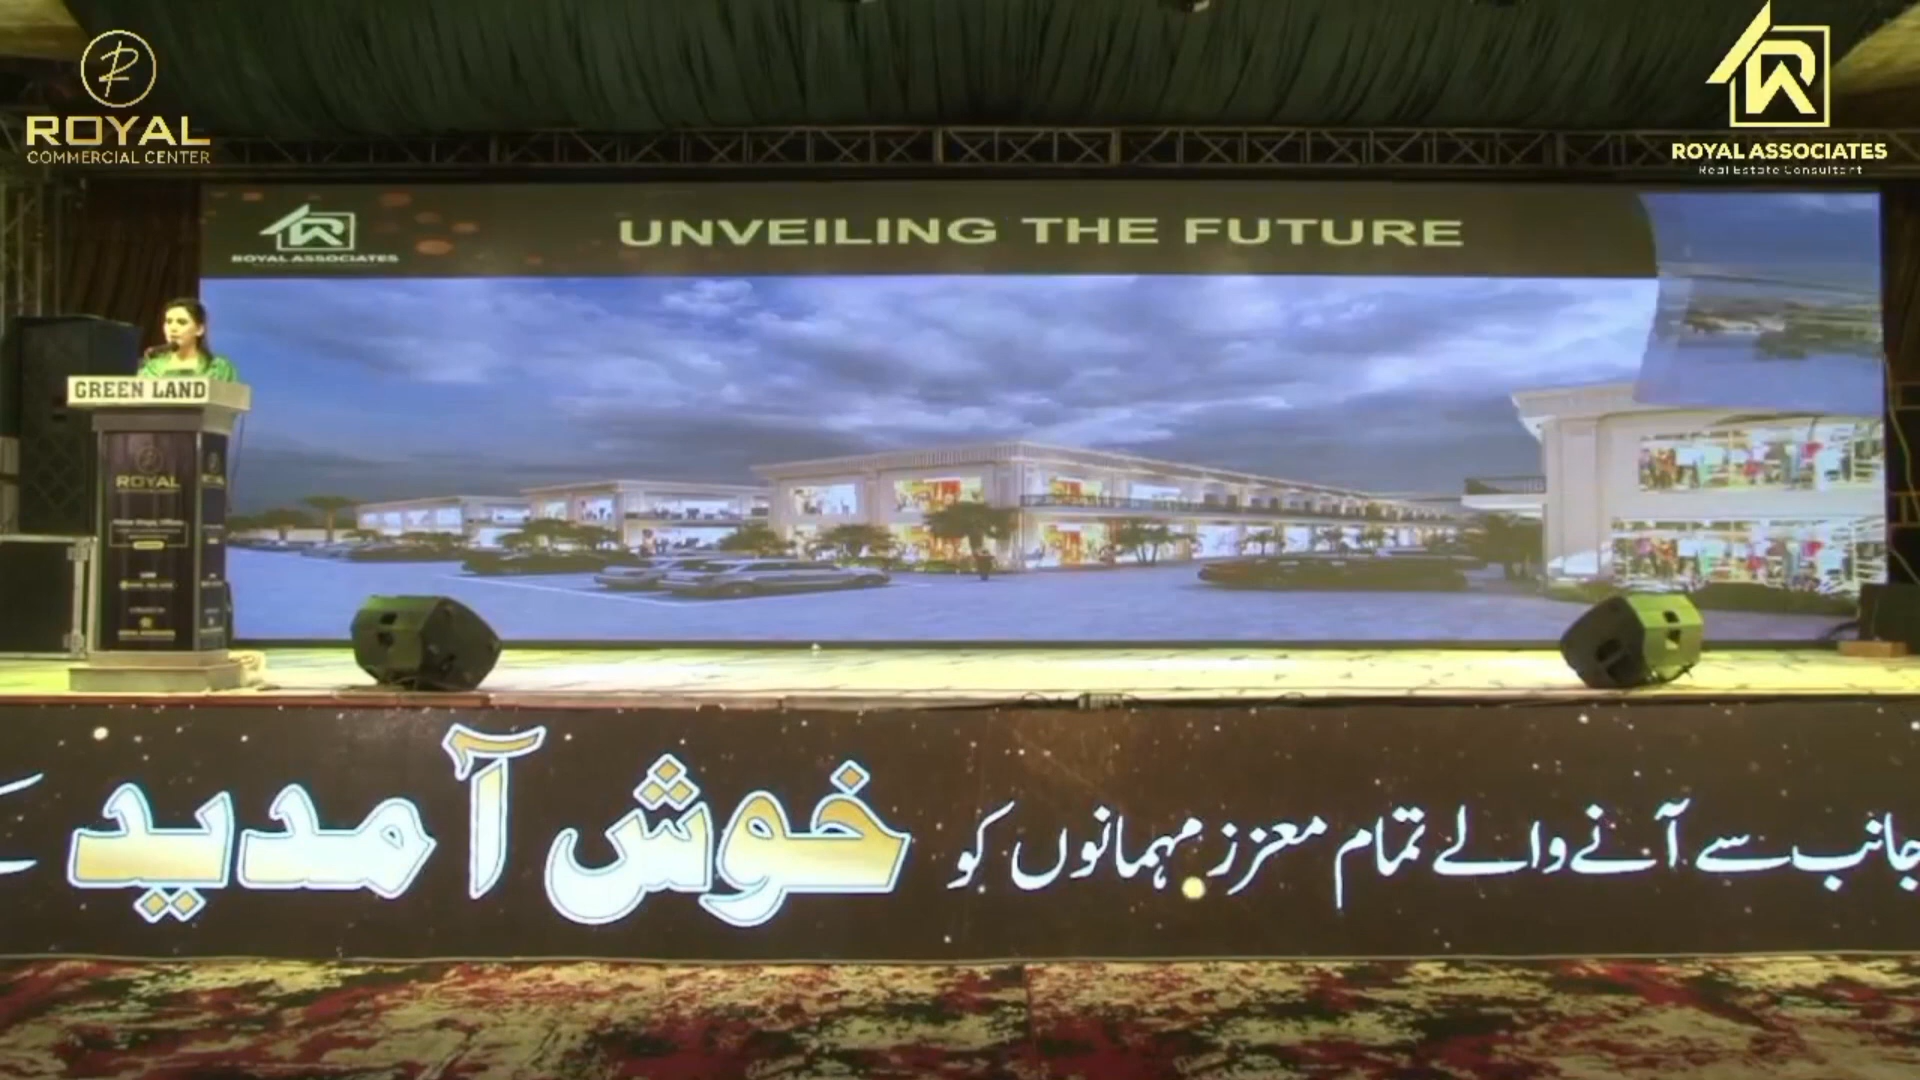 ROYAL
COMMERCIAL CENTER
ROYAL ASSOCIATES
Real Estate Consultant
ROYAL ASSOCIATES
UNVEILING THE FUTURE
GREEN LAND
ROYAL
جانب سے آنے والے تمام معزز مہمانوں کو خوش آمدید